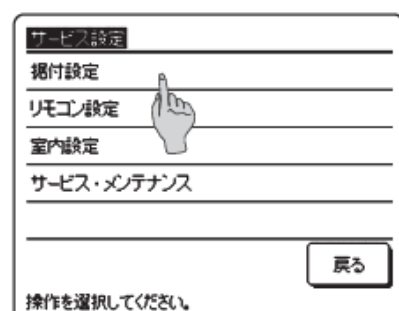 サービス設定
据付設定
リモコン設定
室内設定
サービス・メンテナンス
戻る
操作を選択してください。